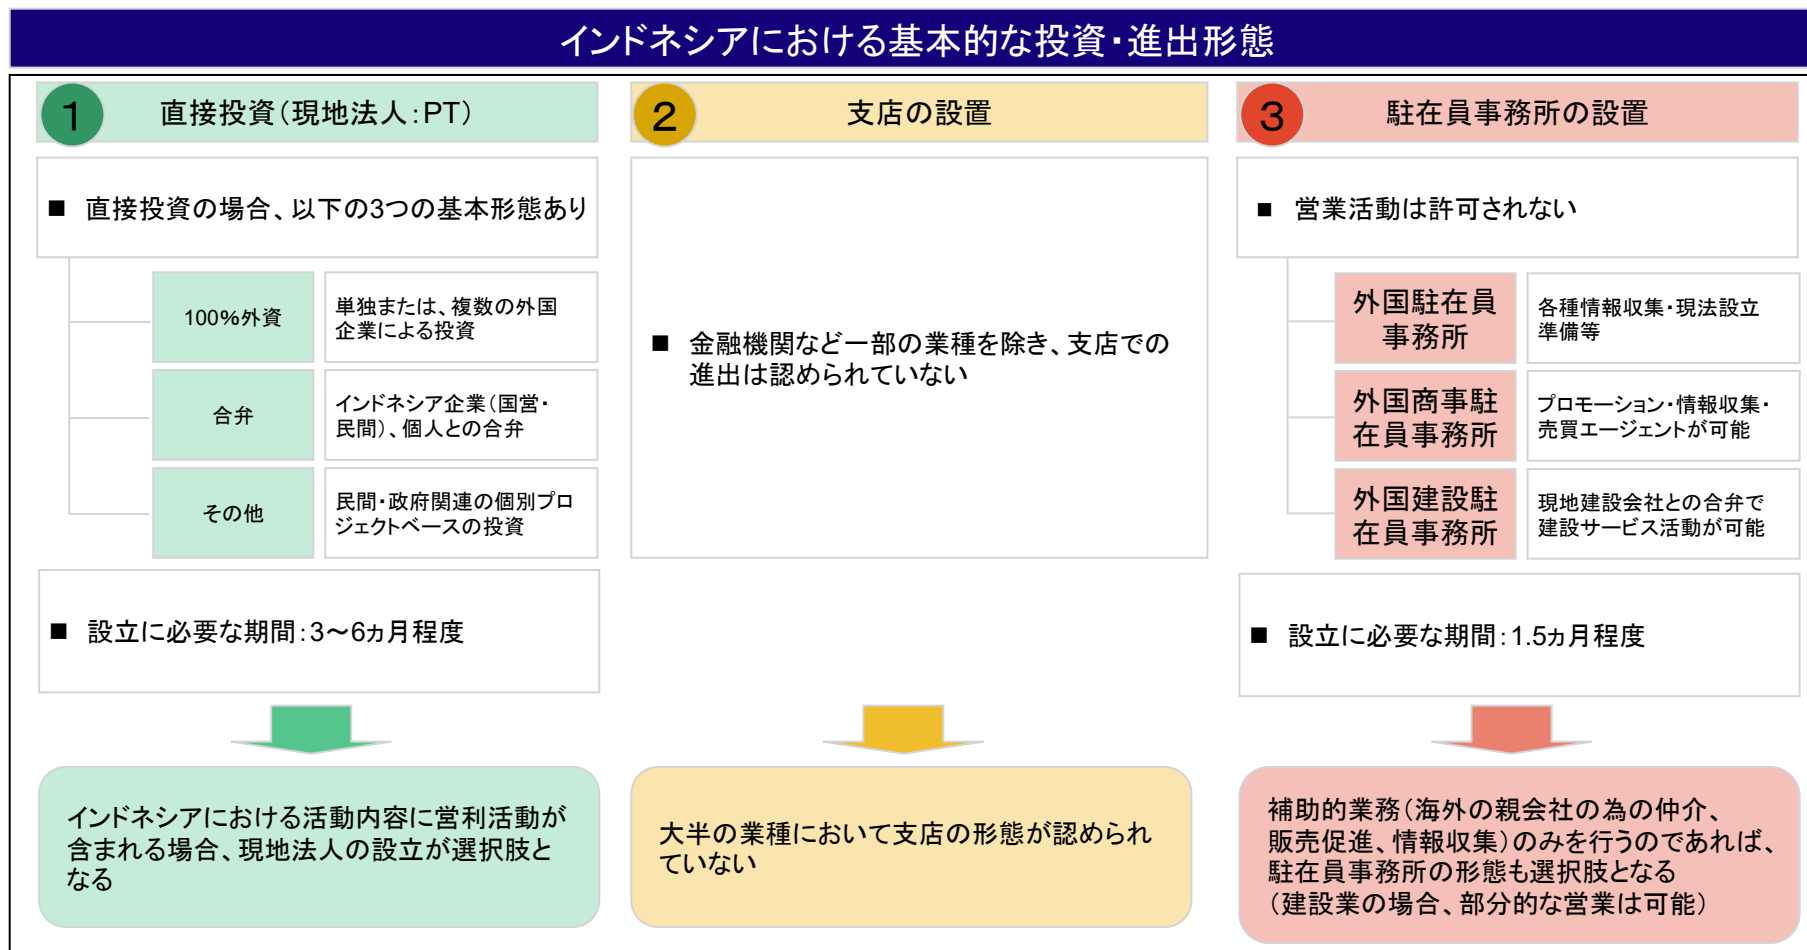 インドネシアにおける基本的な投資・進出形態
1
直接投資(現地法人:PT)
■ 直接投資の場合、以下の3つの基本形態あり
100%外資
単独または、複数の外国
企業による投資
合弁
インドネシア企業(国営・
民間)、個人との合弁
その他
民間・政府関連の個別プロ
ジェクトベースの投資
■ 設立に必要な期間:3～6ヵ月程度
インドネシアにおける活動内容に営利活動が
含まれる場合、現地法人の設立が選択肢と
なる
2
支店の設置
■ 金融機関など一部の業種を除き、支店での
進出は認められていない
大半の業種において支店の形態が認められ
ていない
3
駐在員事務所の設置
■ 営業活動は許可されない
外国駐在員
事務所
各種情報収集・現法設立
準備等
外国商事駐
在員事務所
プロモーション・情報収集・
売買エージェントが可能
外国建設駐
在員事務所
現地建設会社との合弁で
建設サービス活動が可能
■ 設立に必要な期間:1.5ヵ月程度
補助的業務(海外の親会社の為の仲介、
販売促進、情報収集)のみを行うのであれば、
駐在員事務所の形態も選択肢となる
(建設業の場合、部分的な営業は可能)